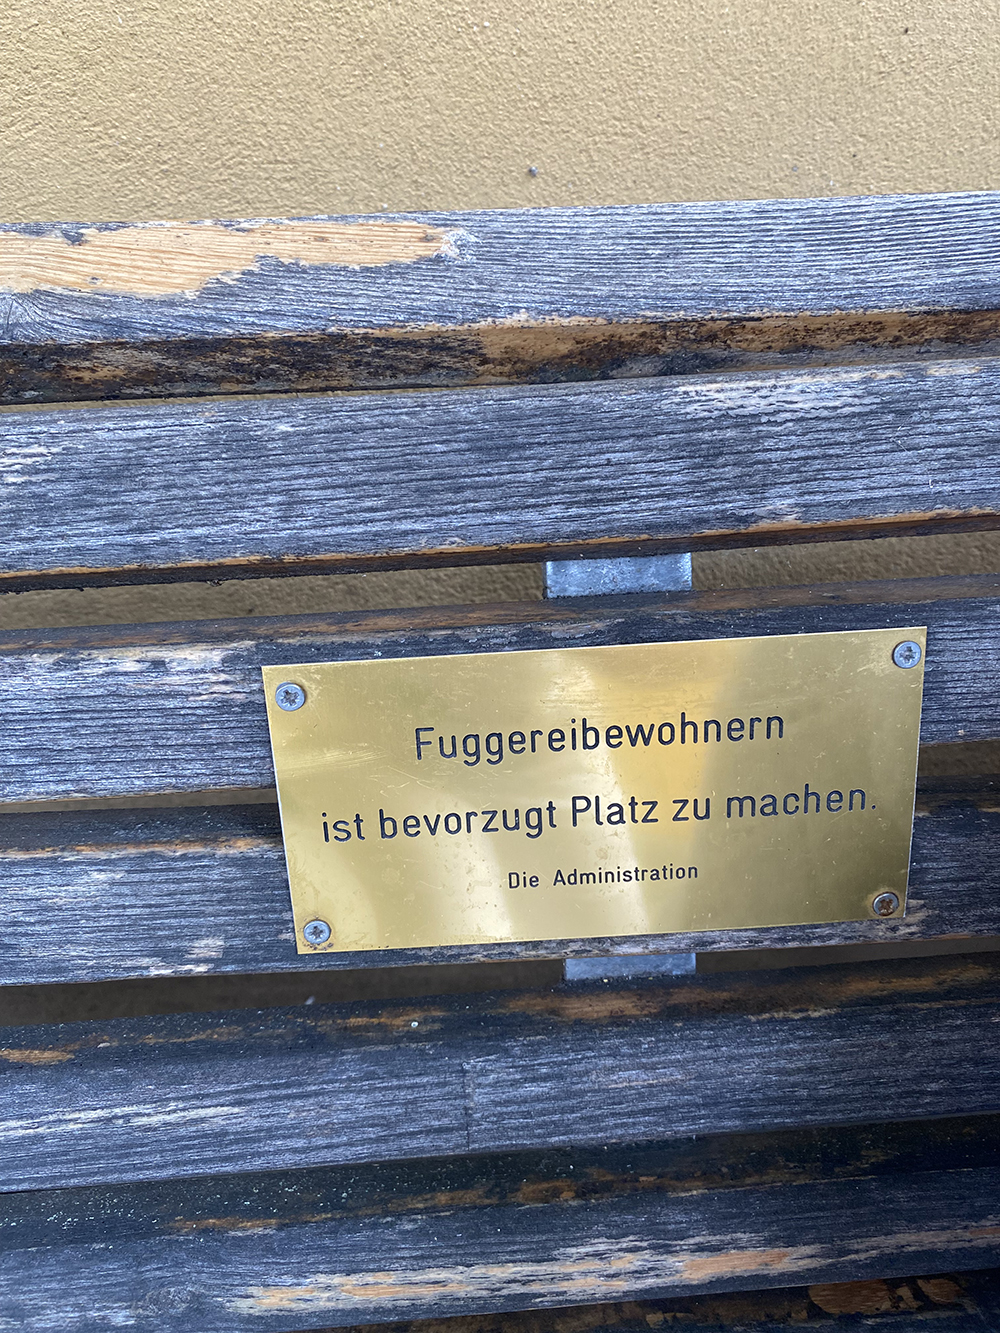 Fuggereibewohnern
ist bevorzugt Platz zu machen.
Die Administration